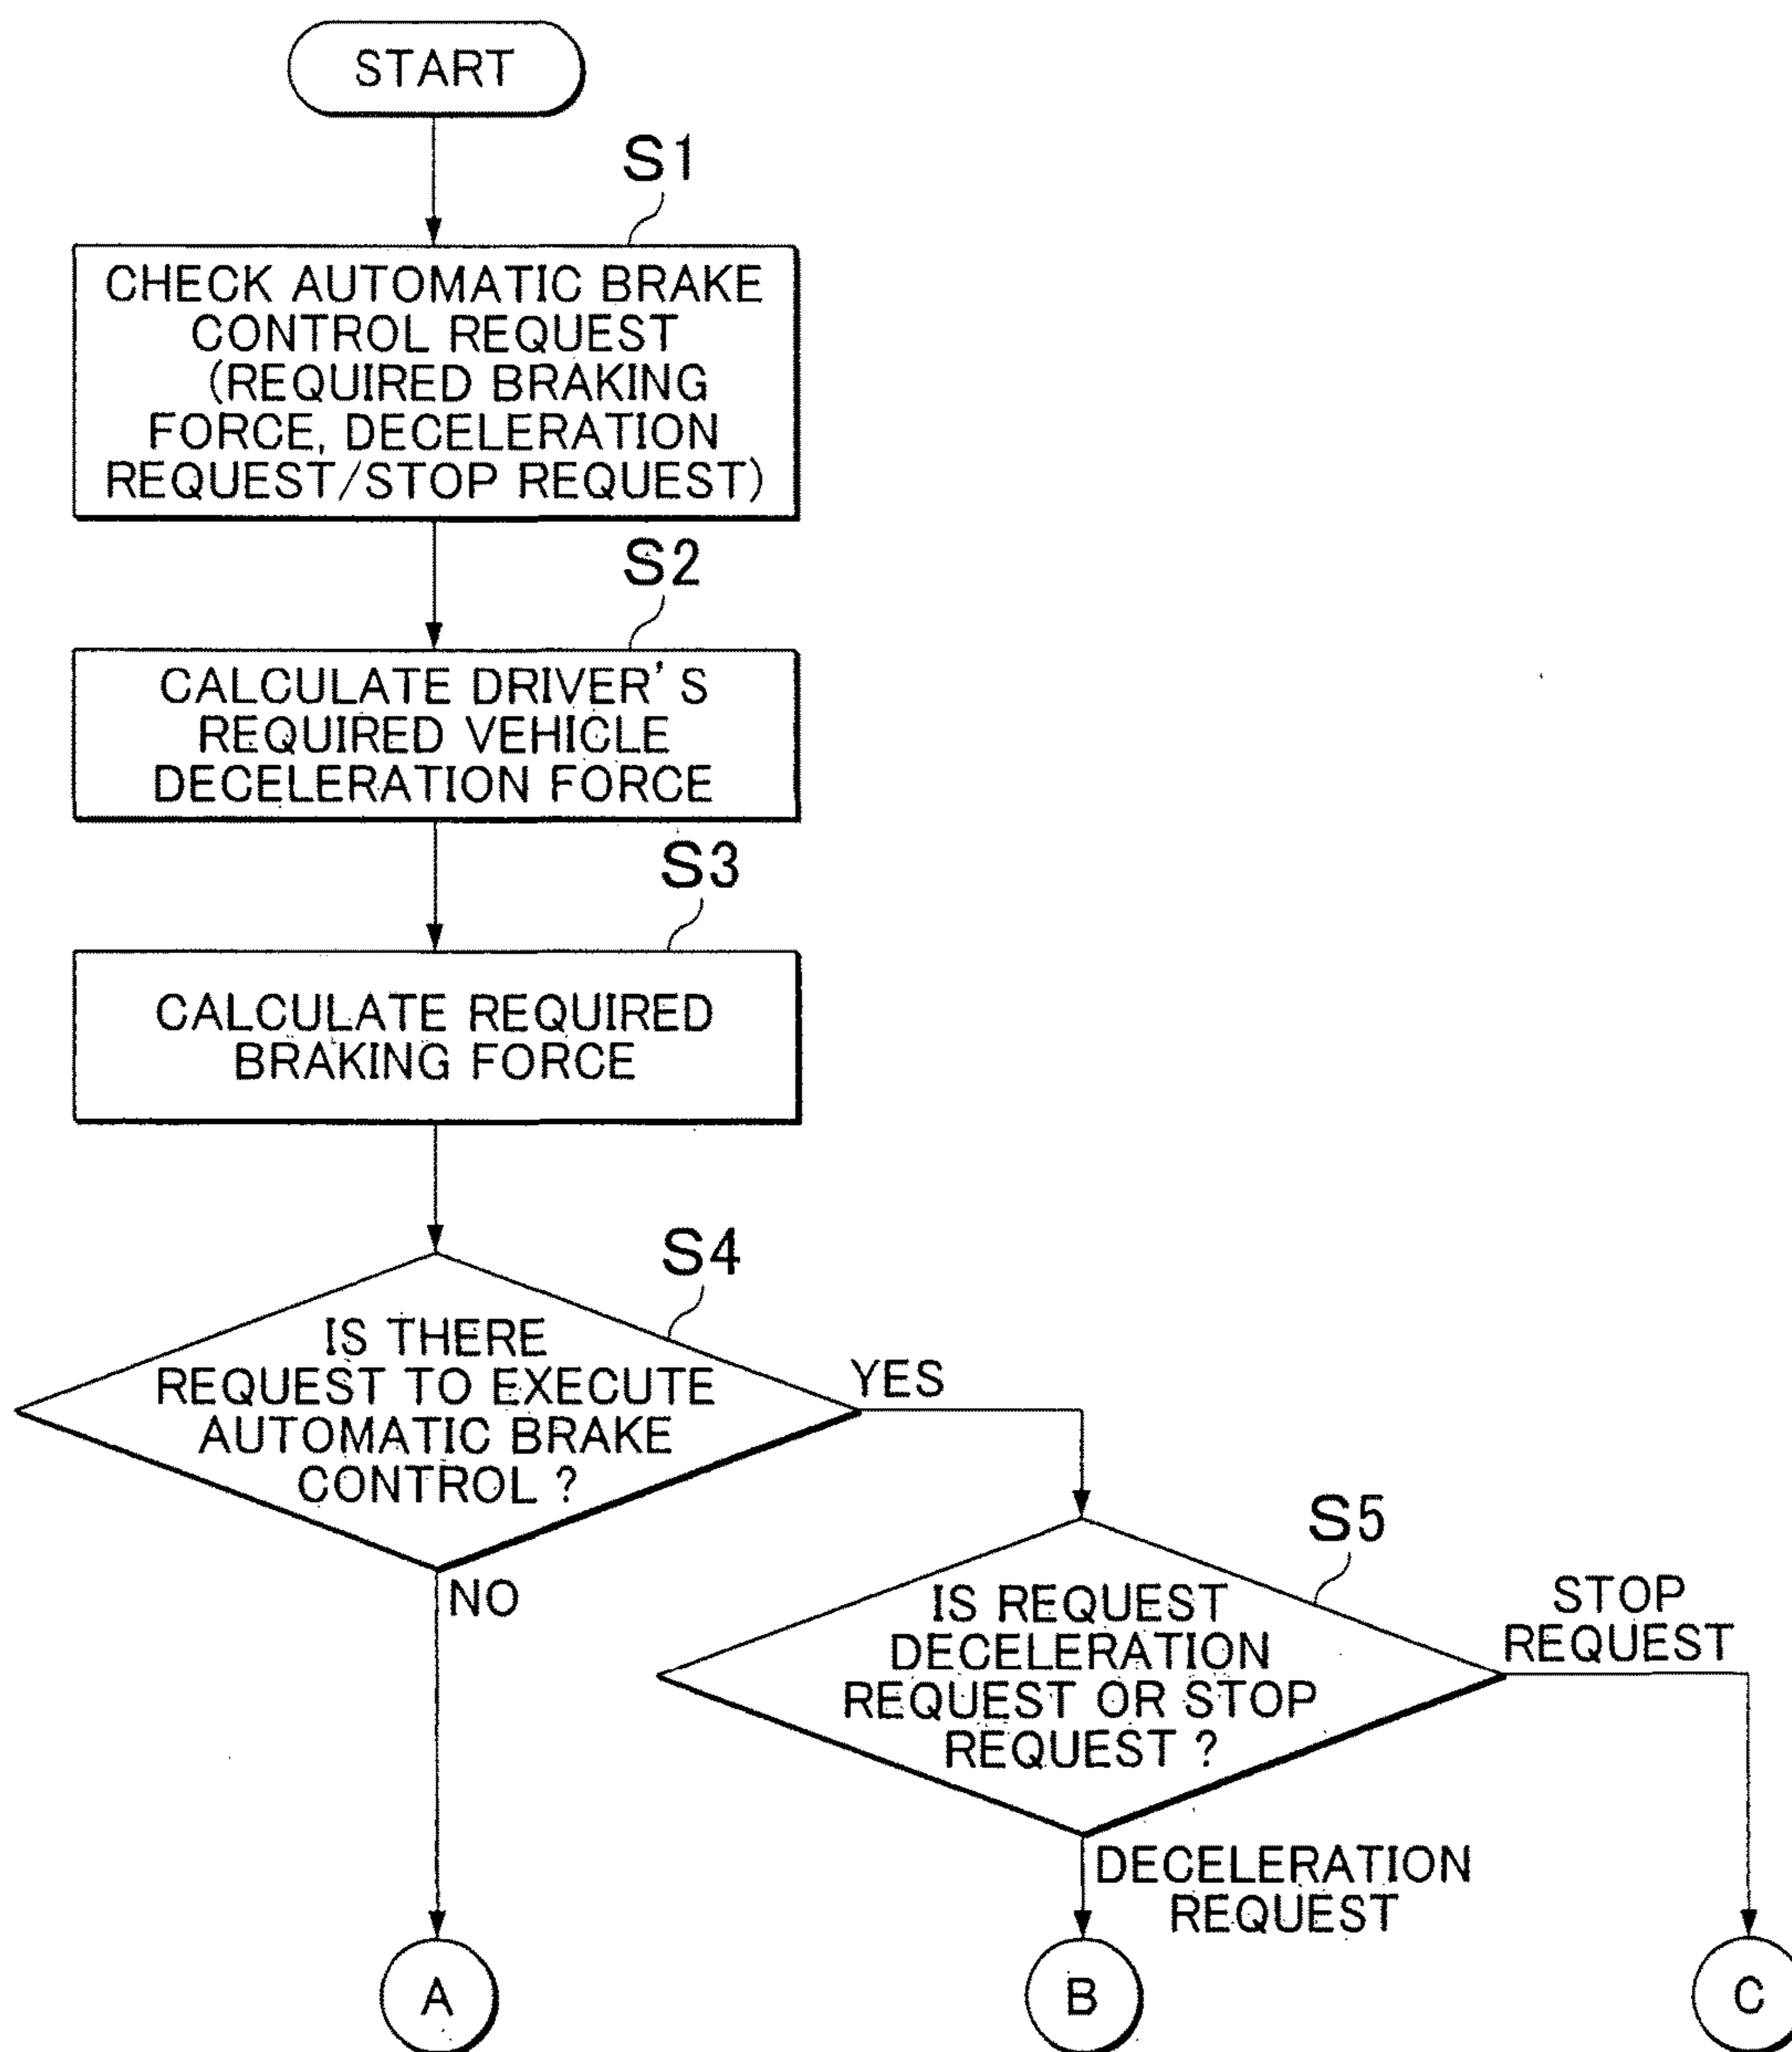 START
S1
CHECK AUTOMATIC BRAKE
CONTROL REQUEST
(REQUIRED BRAKING
FORCE, DECELERATION
REQUEST/STOP REQUEST)
S2
CALCULATE DRIVER'S
REQUIRED VEHICLE
DECELERATION FORCE
S3
CALCULATE REQUIRED
BRAKING FORCE
S4
IS THERE
REQUEST TO EXECUTE
AUTOMATIC BRAKE
CONTROL ?
YES
NO
S5
IS REQUEST
DECELERATION
REQUEST OR STOP
REQUEST ?
STOP
REQUEST
DECELERATION
REQUEST
A
B
C